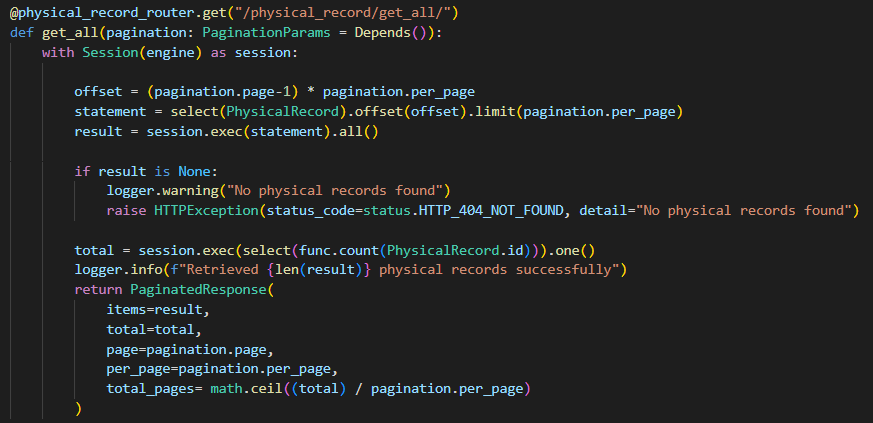 @physical_record_router.get("/physical_record/get_all/")
def get_all(pagination: PaginationParams = Depends()):
    with Session(engine) as session:

        offset = (pagination.page-1) * pagination.per_page
        statement = select(PhysicalRecord).offset(offset).limit(pagination.per_page)
        result = session.exec(statement).all()

        if result is None:
            logger.warning("No physical records found")
            raise HTTPException(status_code=status.HTTP_404_NOT_FOUND, detail="No physical records found")

        total = session.exec(select(func.count(PhysicalRecord.id))).one()
        logger.info(f"Retrieved {len(result)} physical records successfully")
        return PaginatedResponse(
            items=result,
            total=total,
            page=pagination.page,
            per_page=pagination.per_page,
            total_pages= math.ceil((total) / pagination.per_page)
        )